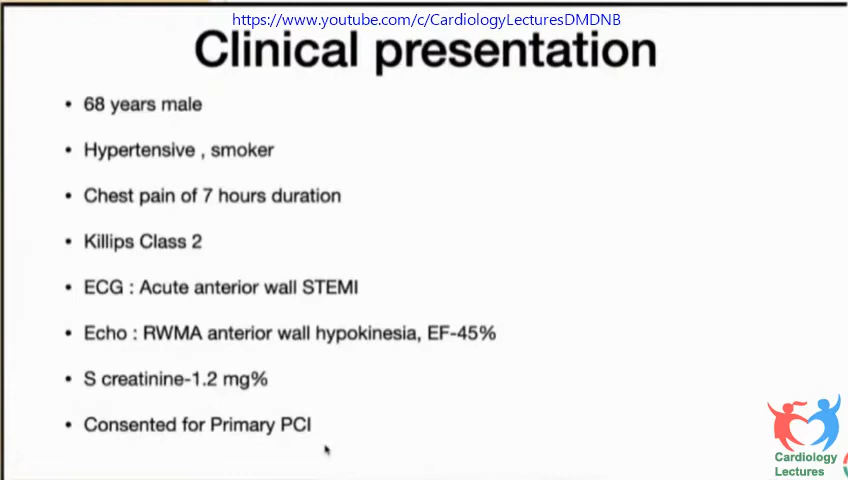 https://www.youtube.com/c/CardiologyLecturesDMDNB
Clinical presentation
• 68 years male
• Hypertensive , smoker
• Chest pain of 7 hours duration
• Killips Class 2
• ECG : Acute anterior wall STEMI
• Echo : RWMA anterior wall hypokinesia, EF-45%
• S creatinine-1.2 mg%
• Consented for Primary PCI
Cardiology
Lectures